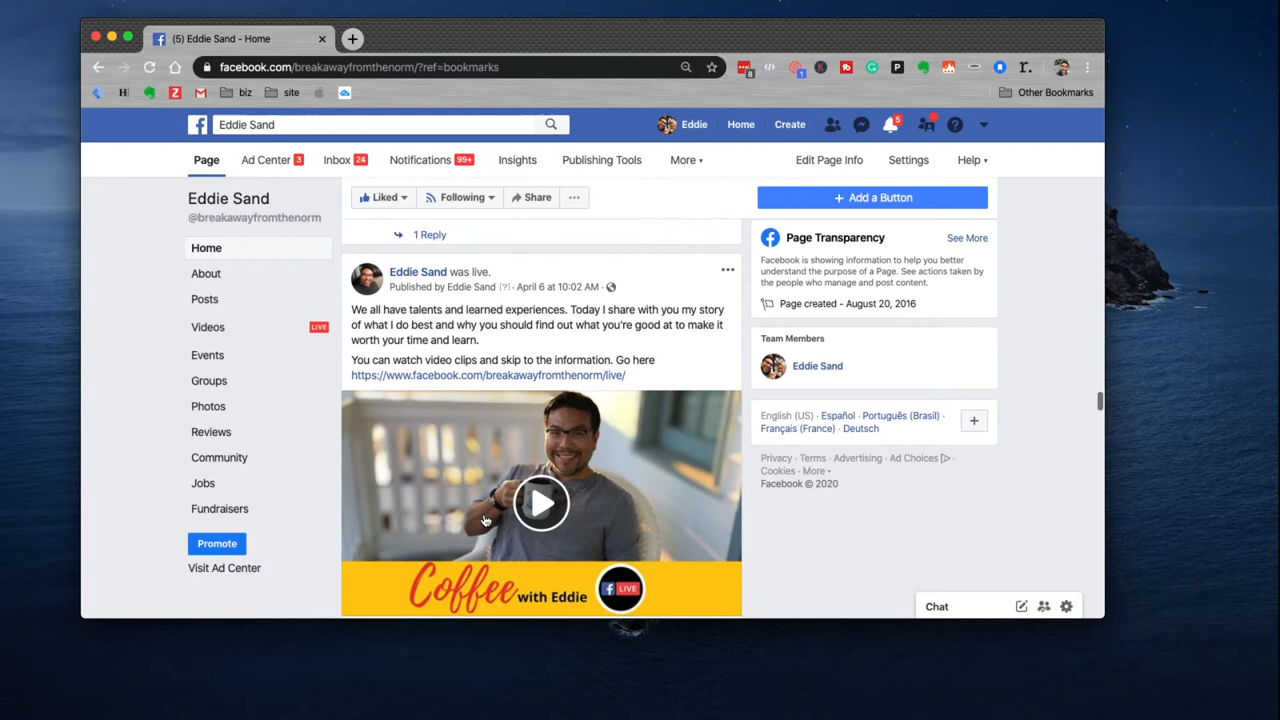 (5) Eddie Sand - Home
facebook.com/breakawayfromthenorm/?ref=bookmarks
8 1 P r.
H Z biz site Other Bookmarks
Eddie Sand Eddie Home Create 5
Page Ad Center 3 Inbox 24 Notifications 99+ Insights Publishing Tools More Edit Page Info Settings Help
Eddie Sand
@breakawayfromthenorm
Home
About
Posts
Videos LIVE
Events
Groups
Photos
Reviews
Community
Jobs
Fundraisers
Promote
Visit Ad Center
Liked Following Share ... + Add a Button
1 Reply
Eddie Sand was live.
Published by Eddie Sand [?] · April 6 at 10:02 AM ·
We all have talents and learned experiences. Today I share with you my story
of what I do best and why you should find out what you're good at to make it
worth your time and learn.
You can watch video clips and skip to the information. Go here
https://www.facebook.com/breakawayfromthenorm/live/
Coffee with Eddie f LIVE
Page Transparency See More
Facebook is showing information to help you better
understand the purpose of a Page. See actions taken by
the people who manage and post content.
Page created - August 20, 2016
Team Members
Eddie Sand
English (US) · Español · Português (Brasil) ·
Français (France) · Deutsch
+
Privacy · Terms · Advertising · Ad Choices ·
Cookies · More
Facebook © 2020
Chat